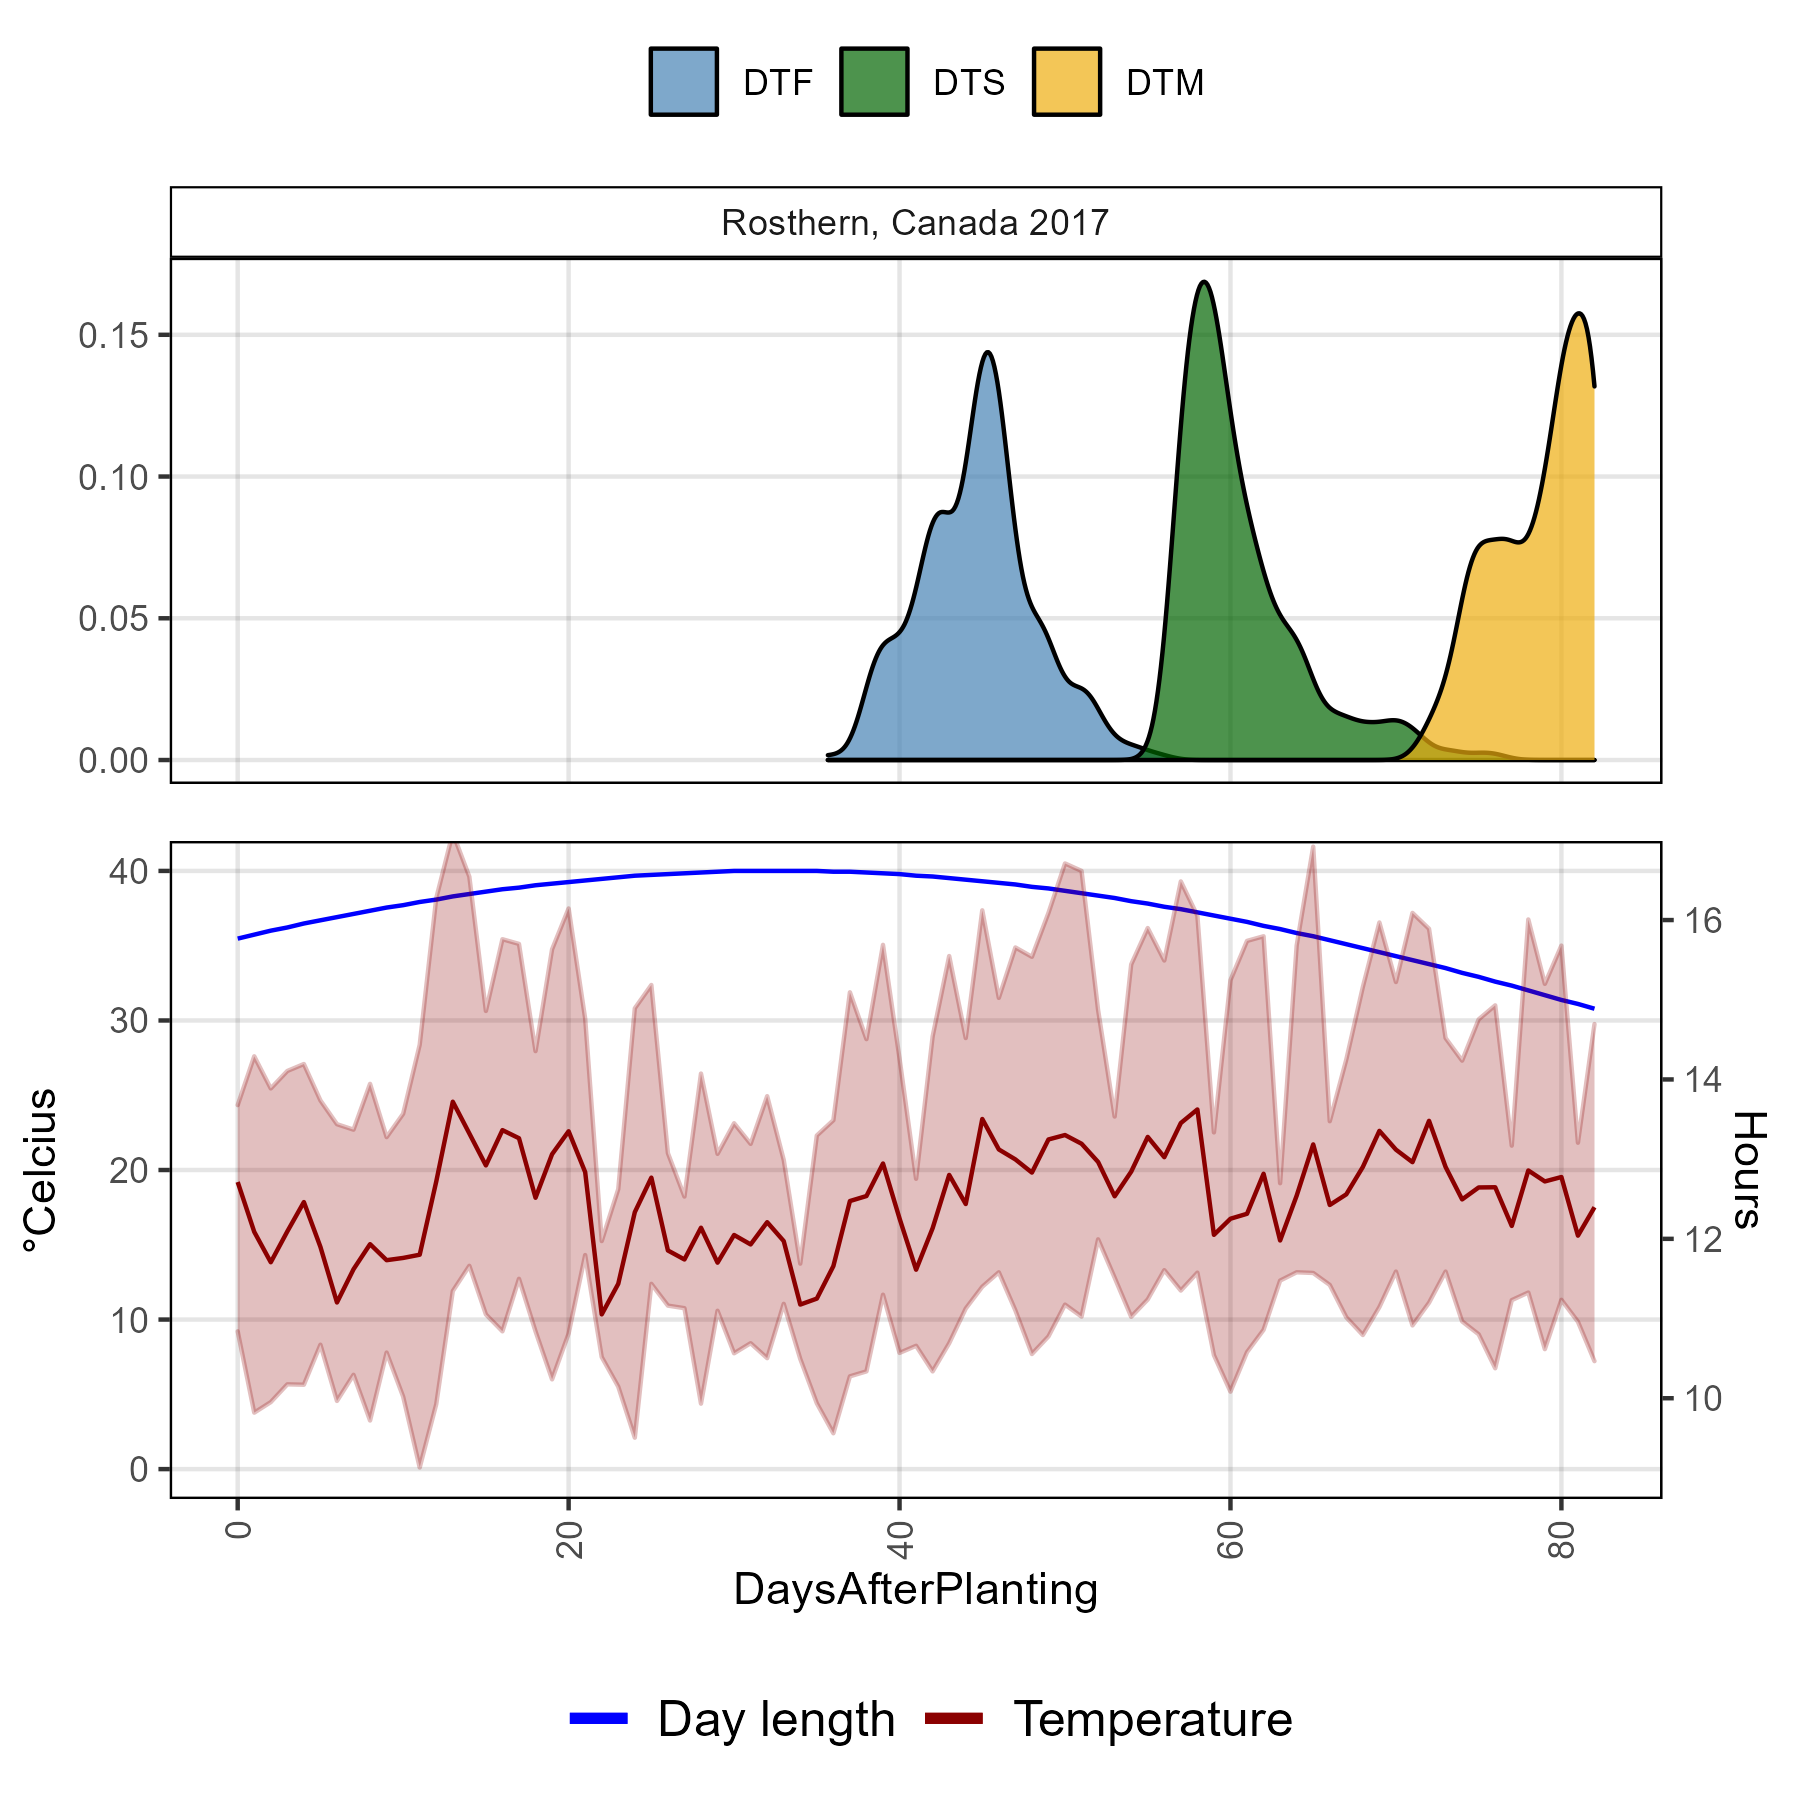 DTF DTS DTM
Rosthern, Canada 2017
0.15
0.10
0.05
0.00
40
30
20
10
0
°Celcius
16
14
12
10
Hours
0 20 40 60 80
DaysAfterPlanting
Day length Temperature